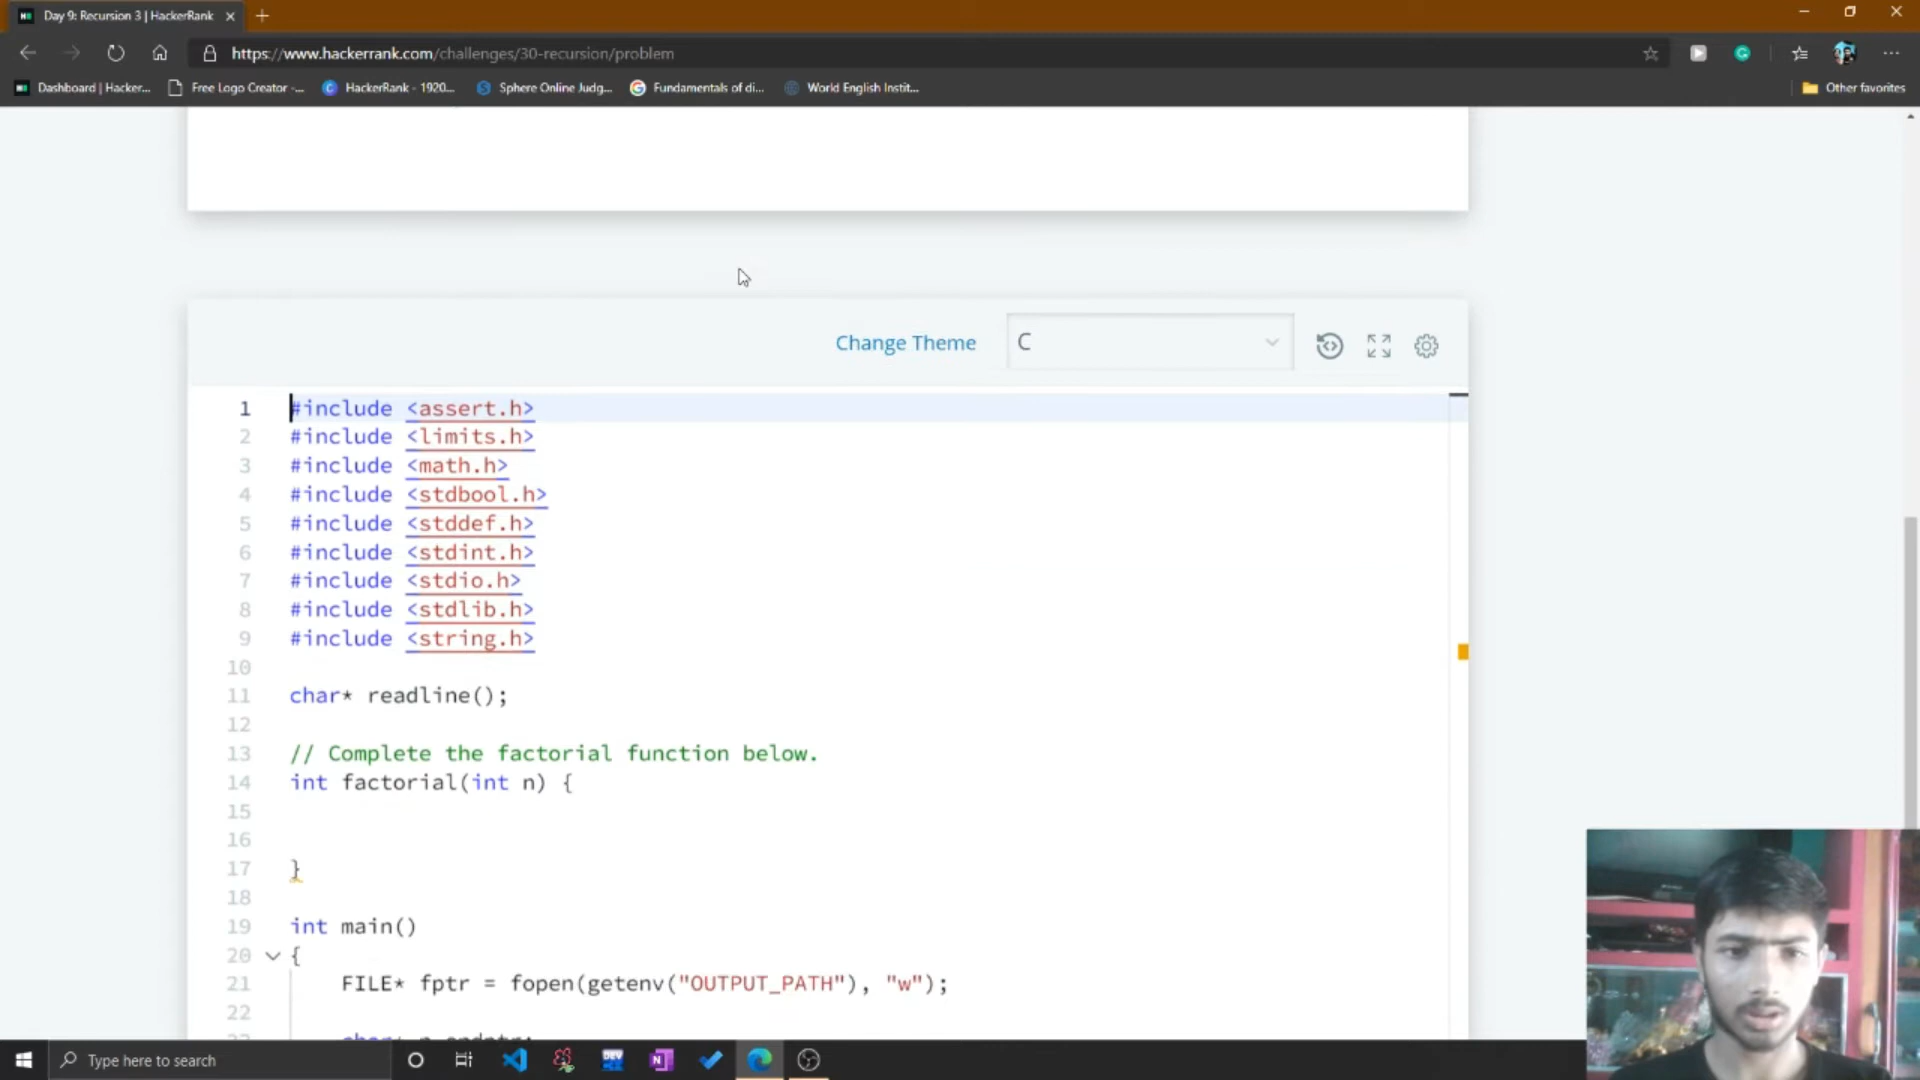 Day 9: Recursion 3 | HackerRank
https://www.hackerrank.com/challenges/30-recursion/problem
Dashboard | Hacker...
Free Logo Creator -...
HackerRank - 1920...
Sphere Online Judg...
Fundamentals of di...
World English Instit...
Other favorites
Change Theme
C
1 #include <assert.h>
2 #include <limits.h>
3 #include <math.h>
4 #include <stdbool.h>
5 #include <stddef.h>
6 #include <stdint.h>
7 #include <stdio.h>
8 #include <stdlib.h>
9 #include <string.h>
10
11 char* readline();
12
13 // Complete the factorial function below.
14 int factorial(int n) {
15
16
17 }
18
19 int main()
20 {
21 FILE* fptr = fopen(getenv("OUTPUT_PATH"), "w");
22
Type here to search
DEV